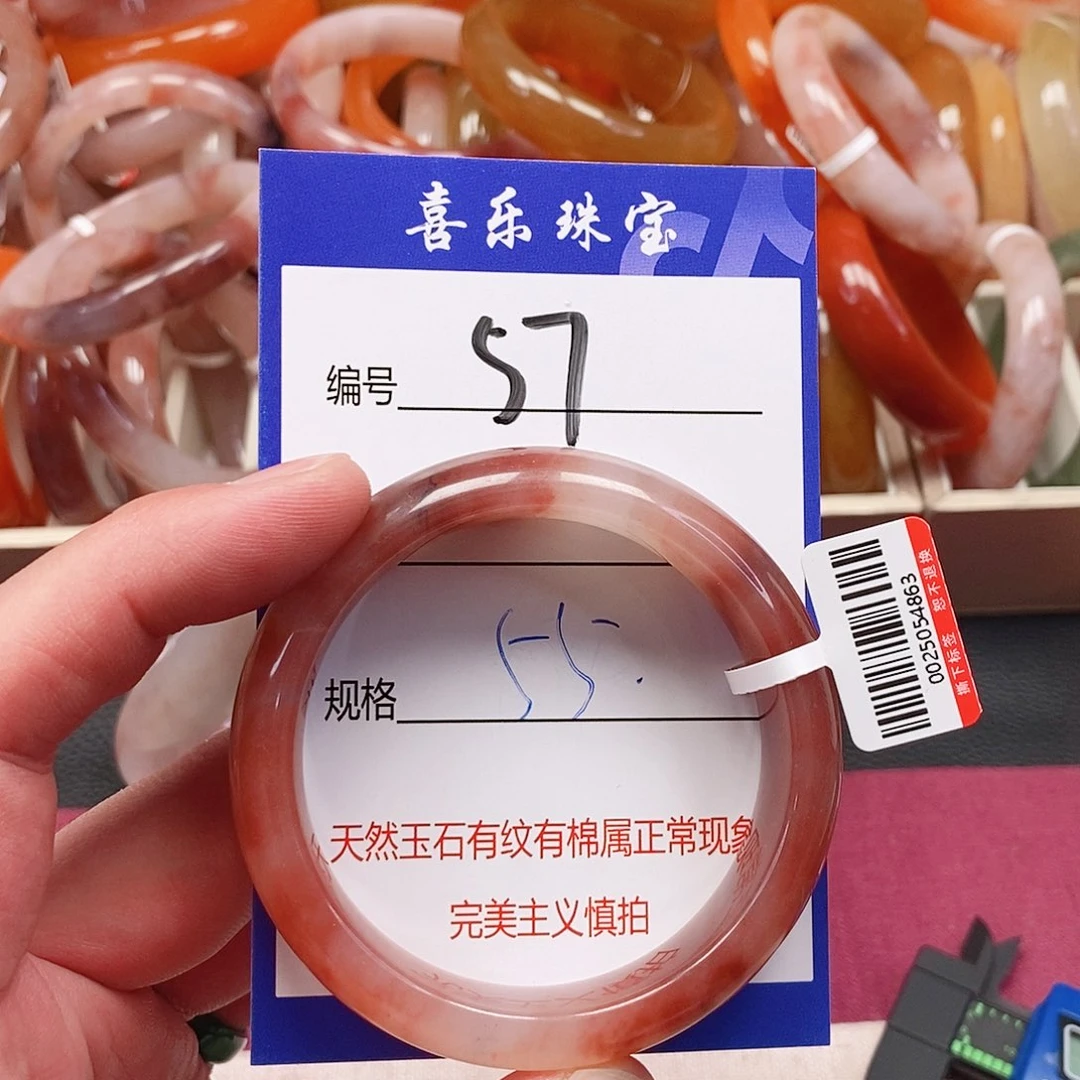 喜乐珠宝
编号 57
规格 55.
天然玉石有纹有棉属正常现象
完美主义慎拍
0025054863
撕下标签 恕不退换